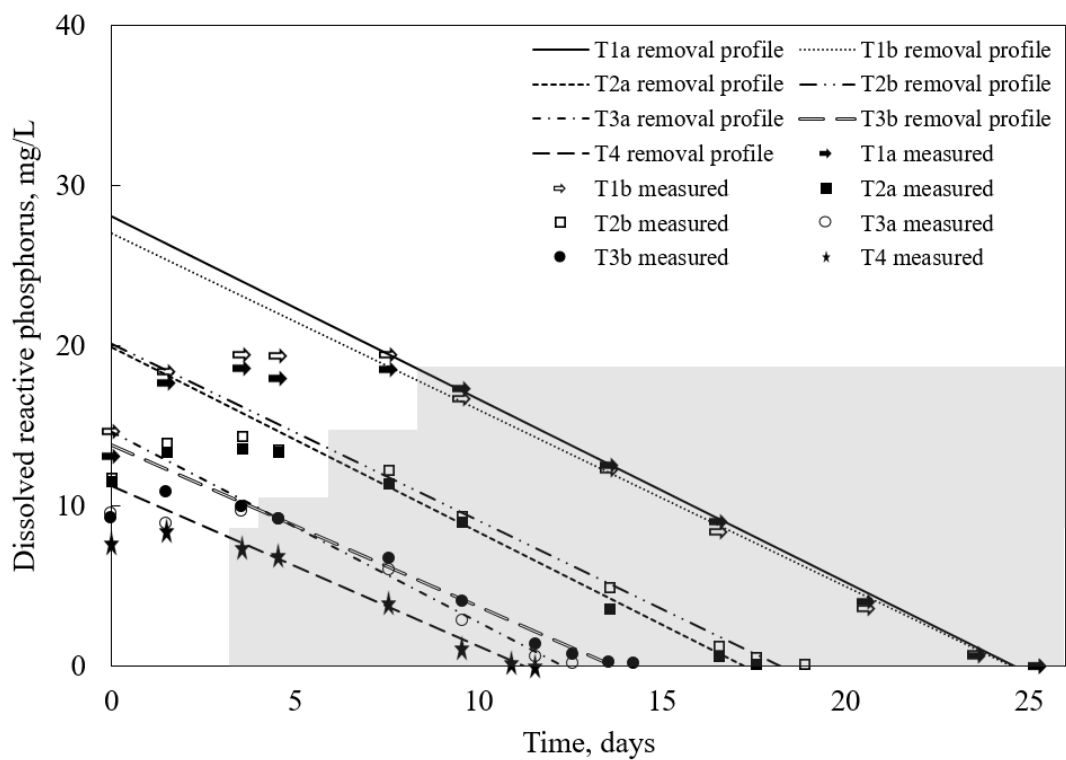 40
30
20
10
0
Dissolved reactive phosphorus, mg/L
T1a removal profile T1b removal profile
T2a removal profile T2b removal profile
T3a removal profile T3b removal profile
T4 removal profile T1a measured
T1b measured T2a measured
T2b measured T3a measured
T3b measured T4 measured
0 5 10 15 20 25
Time, days